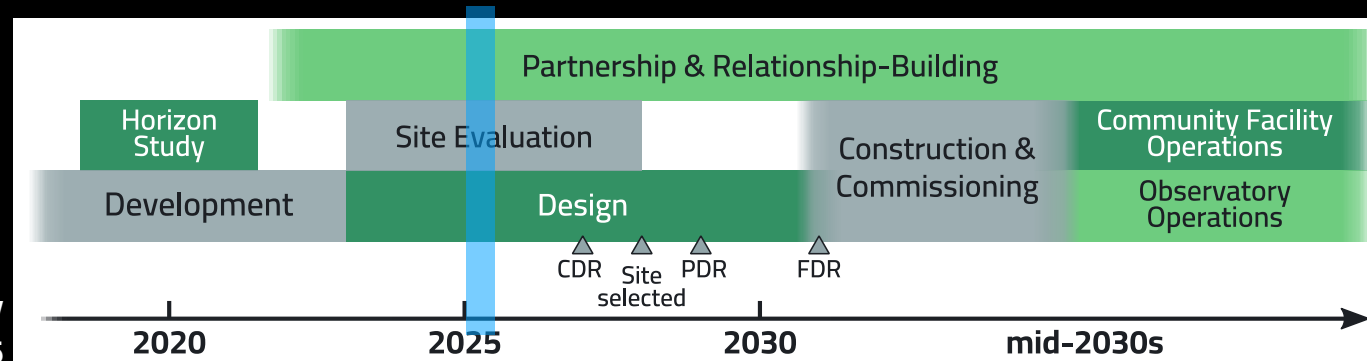 Partnership & Relationship-Building
Horizon
Study
Site Evaluation
Construction &
Commissioning
Community Facility
Operations
Development
Design
Observatory
Operations
CDR
Site
selected
PDR
FDR
2020
2025
2030
mid-2030s